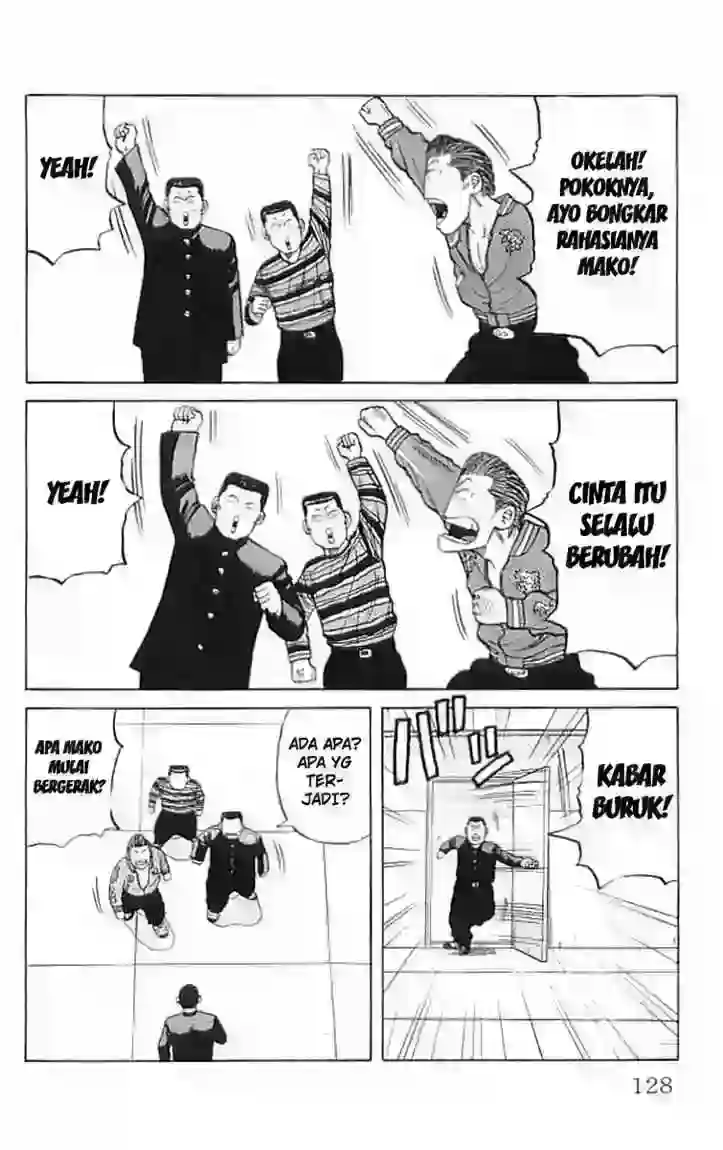 OKELAH!
POKOKNYA,
AYO BONGKAR
RAHASIANYA
MAKO!
YEAH!
CINTA ITU
SELALU
BERUBAH!
YEAH!
KABAR
BURUK!
ADA APA?
APA YG
TER-
JADI?
APA MAKO
MULAI
BERGERAK?
128